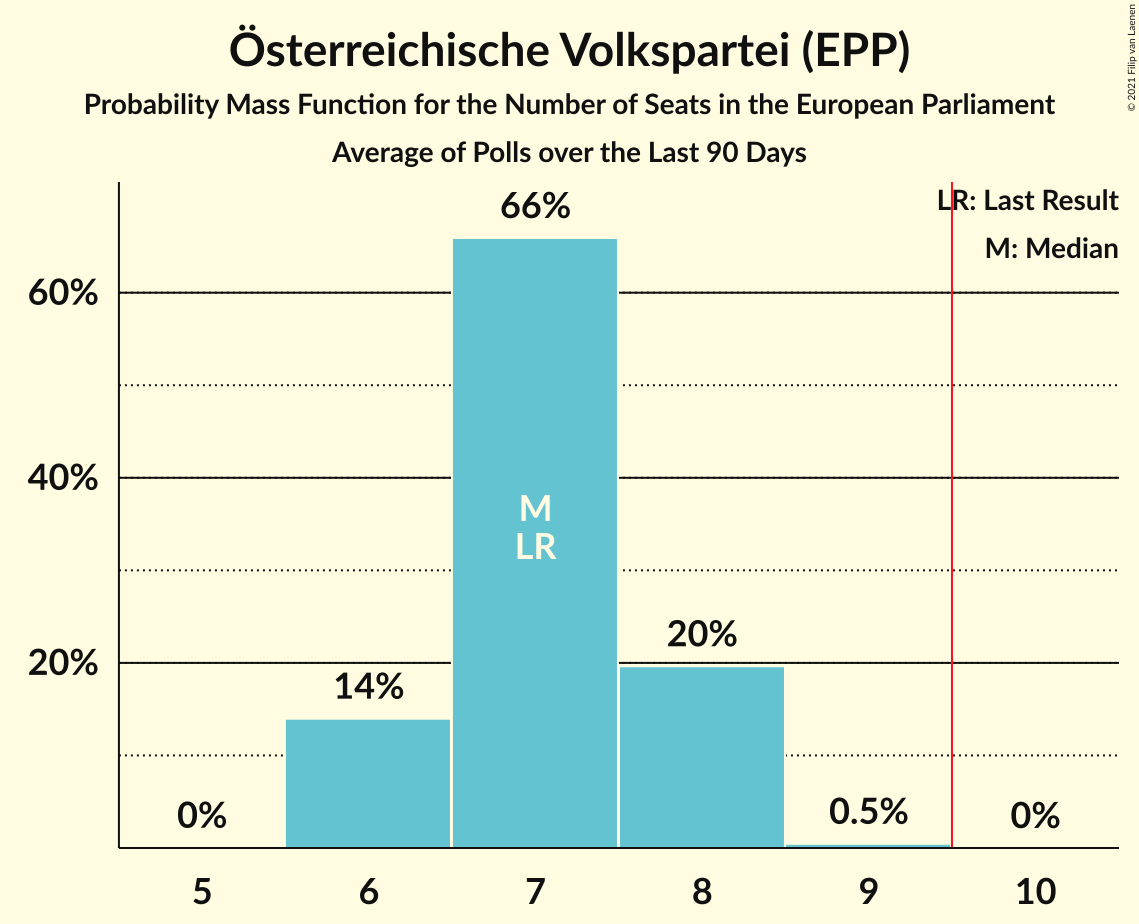 Österreichische Volkspartei (EPP)
Probability Mass Function for the Number of Seats in the European Parliament
Average of Polls over the Last 90 Days
© 2021 Filip van Laenen
LR: Last Result
M: Median
66%
60%
40%
M
LR
20%
20%
14%
0%
0.5%
0%
5 6 7 8 9 10